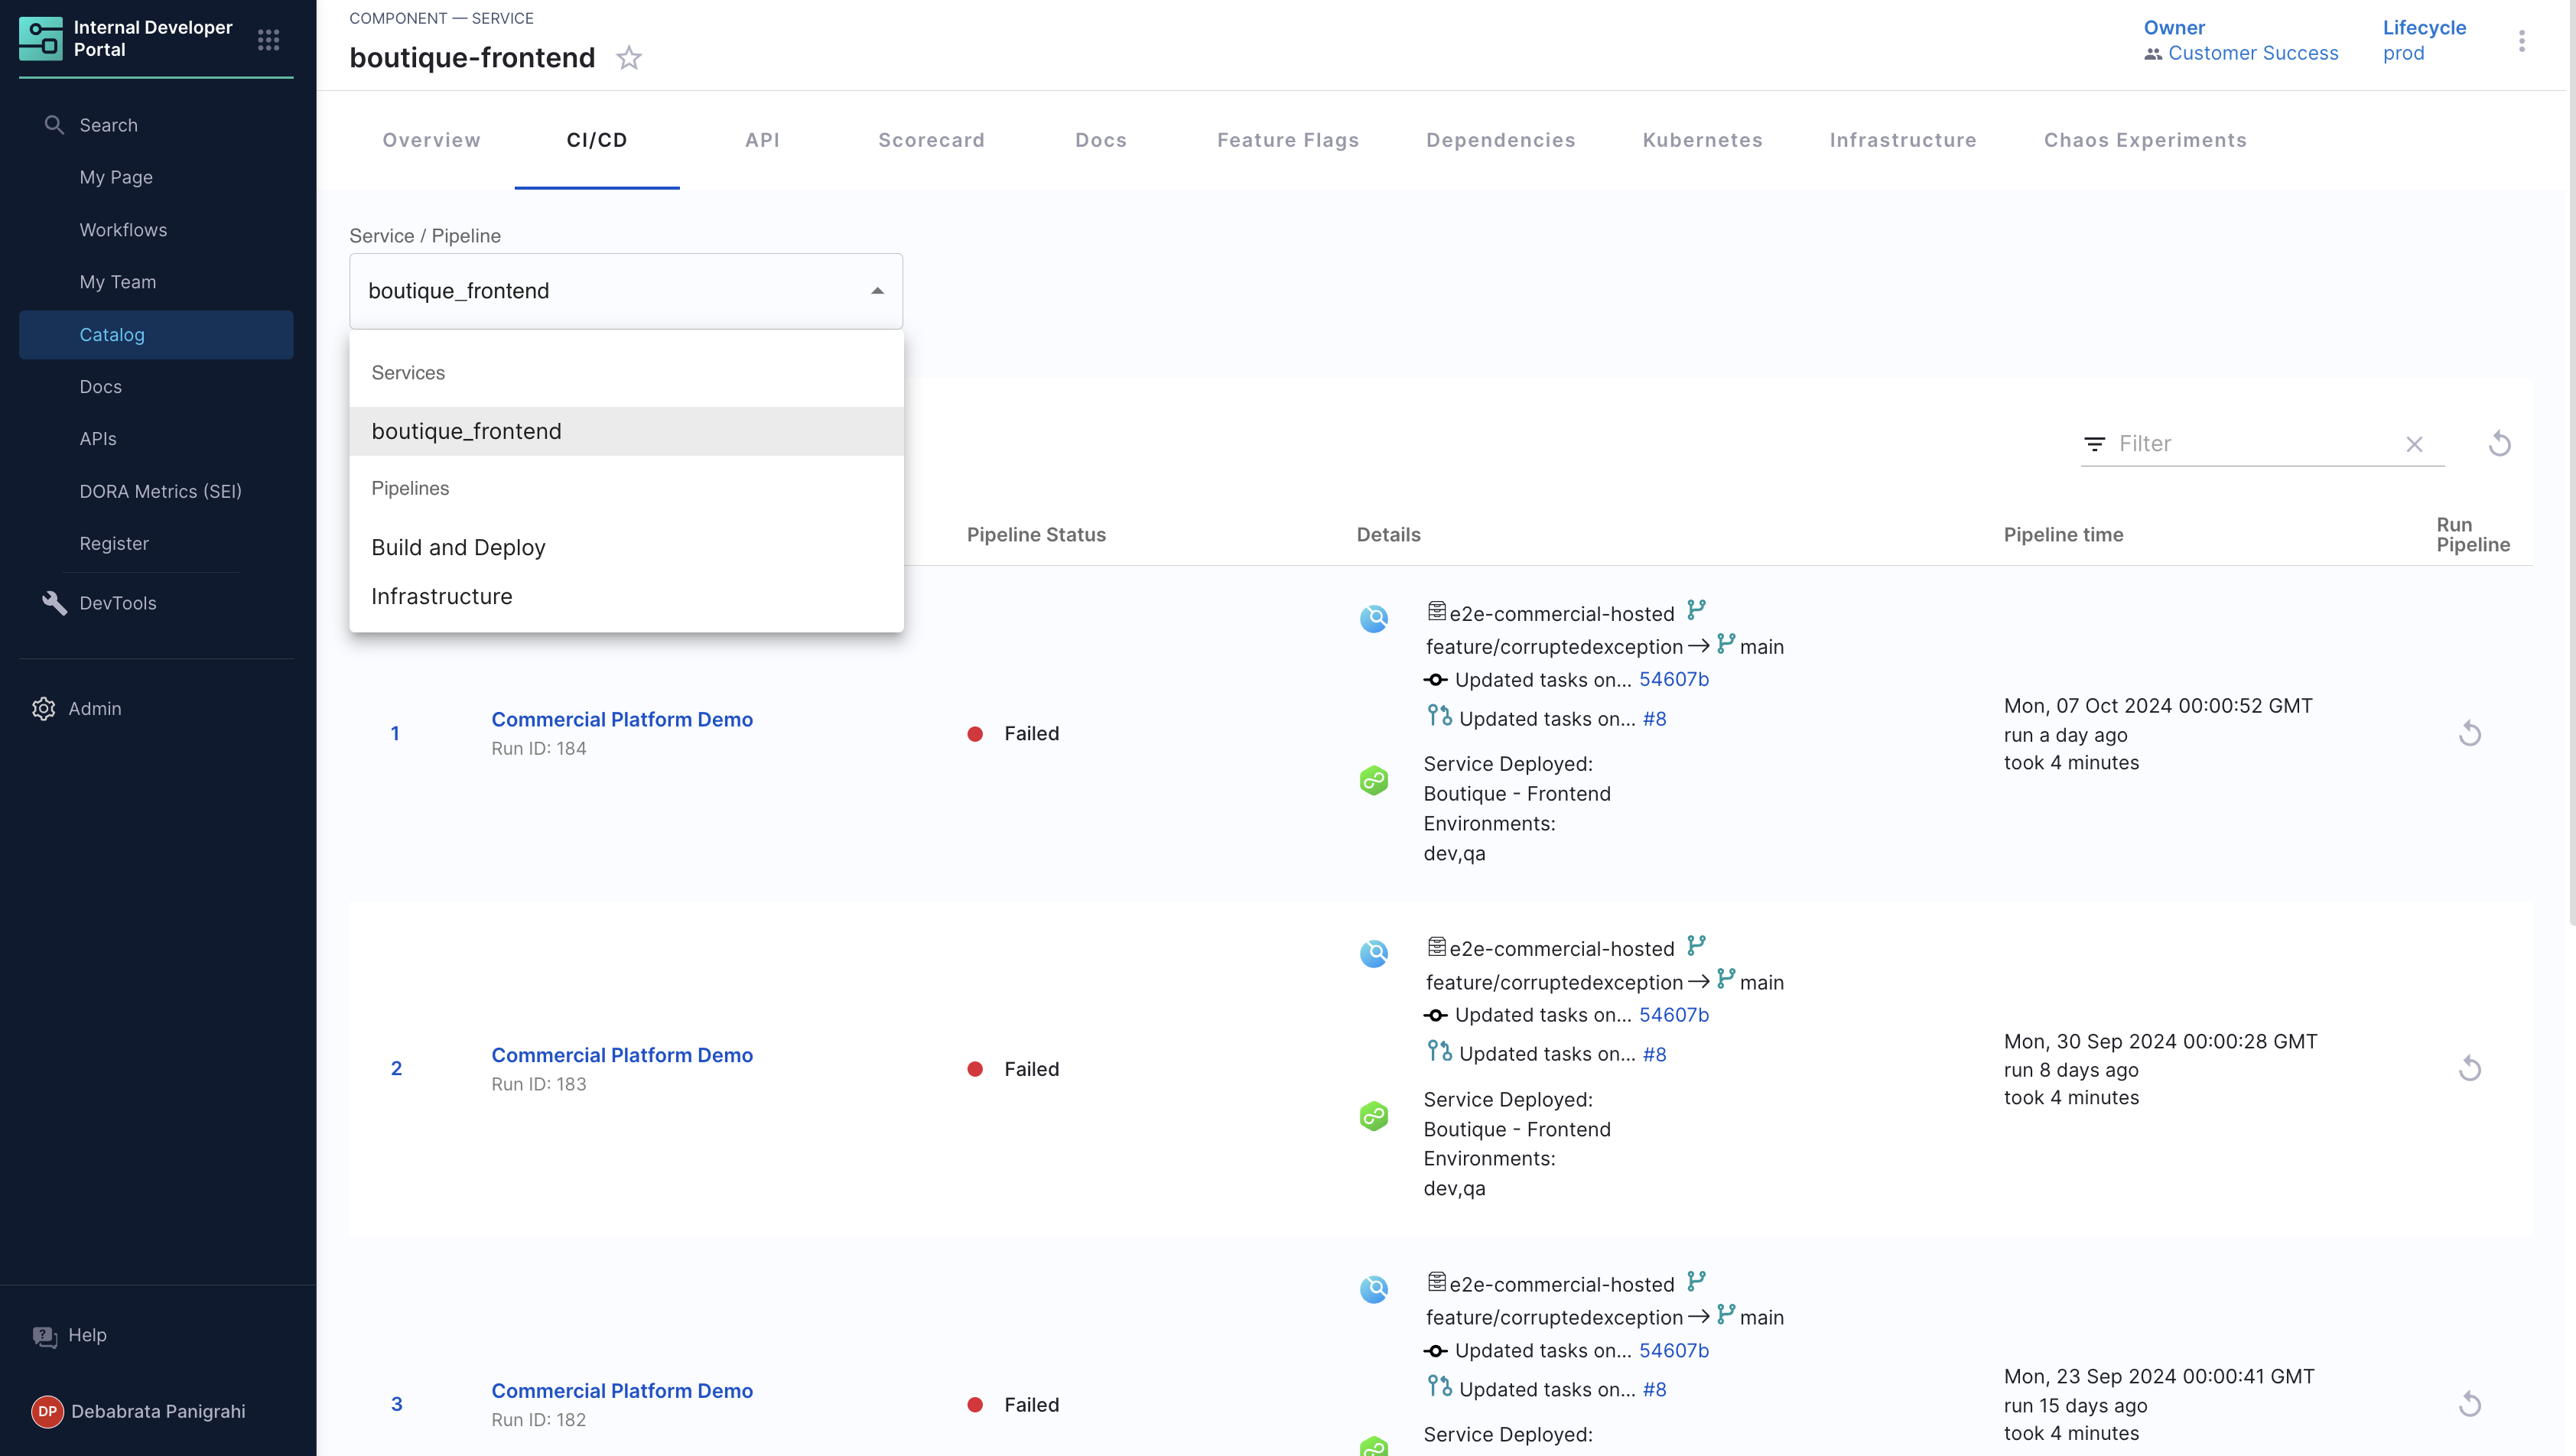 Internal Developer
Portal
Search
My Page
Workflows
My Team
Catalog
Docs
APIs
DORA Metrics (SEI)
Register
DevTools
Admin
Help
DP
Debabrata Panigrahi
COMPONENT — SERVICE
boutique-frontend
Owner
Customer Success
Lifecycle
prod
Overview
CI/CD
API
Scorecard
Docs
Feature Flags
Dependencies
Kubernetes
Infrastructure
Chaos Experiments
Service / Pipeline
boutique_frontend
Services
boutique_frontend
Pipelines
Build and Deploy
Infrastructure
Filter
Pipeline Status
Details
Pipeline time
Run
Pipeline
1
Commercial Platform Demo
Run ID: 184
Failed
e2e-commercial-hosted
feature/corruptedexception → main
Updated tasks on... 54607b
Updated tasks on... #8
Service Deployed:
Boutique - Frontend
Environments:
dev,qa
Mon, 07 Oct 2024 00:00:52 GMT
run a day ago
took 4 minutes
2
Commercial Platform Demo
Run ID: 183
Failed
e2e-commercial-hosted
feature/corruptedexception → main
Updated tasks on... 54607b
Updated tasks on... #8
Service Deployed:
Boutique - Frontend
Environments:
dev,qa
Mon, 30 Sep 2024 00:00:28 GMT
run 8 days ago
took 4 minutes
3
Commercial Platform Demo
Run ID: 182
Failed
e2e-commercial-hosted
feature/corruptedexception → main
Updated tasks on... 54607b
Updated tasks on... #8
Service Deployed:
Mon, 23 Sep 2024 00:00:41 GMT
run 15 days ago
took 4 minutes